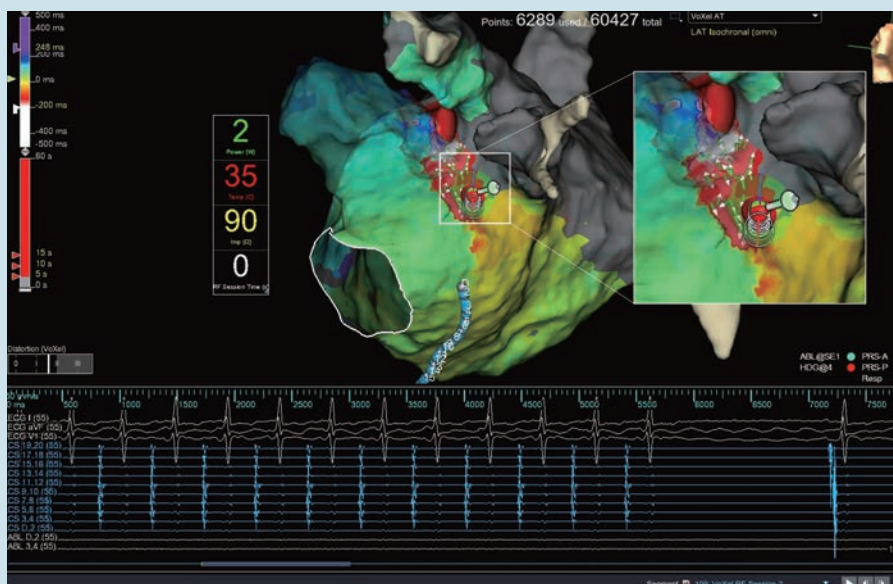 500 ms
400 ms
248 ms
200 ms
0 ms
-200 ms
-400 ms
-500 ms
60 s
15 s
10 s
5 s
0 s
Points: 6289 used / 60427 total
VoXel AT
LAT Isochronal (omni)
2
Power (W)
35
Temp (C)
90
Imp (Ω)
0
RF Session Time (s)
Distortion (VoXel)
0 I II III
ABL@SE1 PRS-A
HDG@4 PRS-P
Resp
0 ms 500 1000 1500 2000 2500 3000 3500 4000 4500 5000 5500 6000 6500 7000 7500
ECG I (55)
ECG aVF (55)
ECG V1 (55)
CS 19,20 (55)
CS 17,18 (55)
CS 15,16 (55)
CS 13,14 (55)
CS 11,12 (55)
CS 9,10 (55)
CS 7,8 (55)
CS 5,6 (55)
CS 3,4 (55)
CS D,2 (55)
ABL D,2 (55)
ABL 3,4 (55)